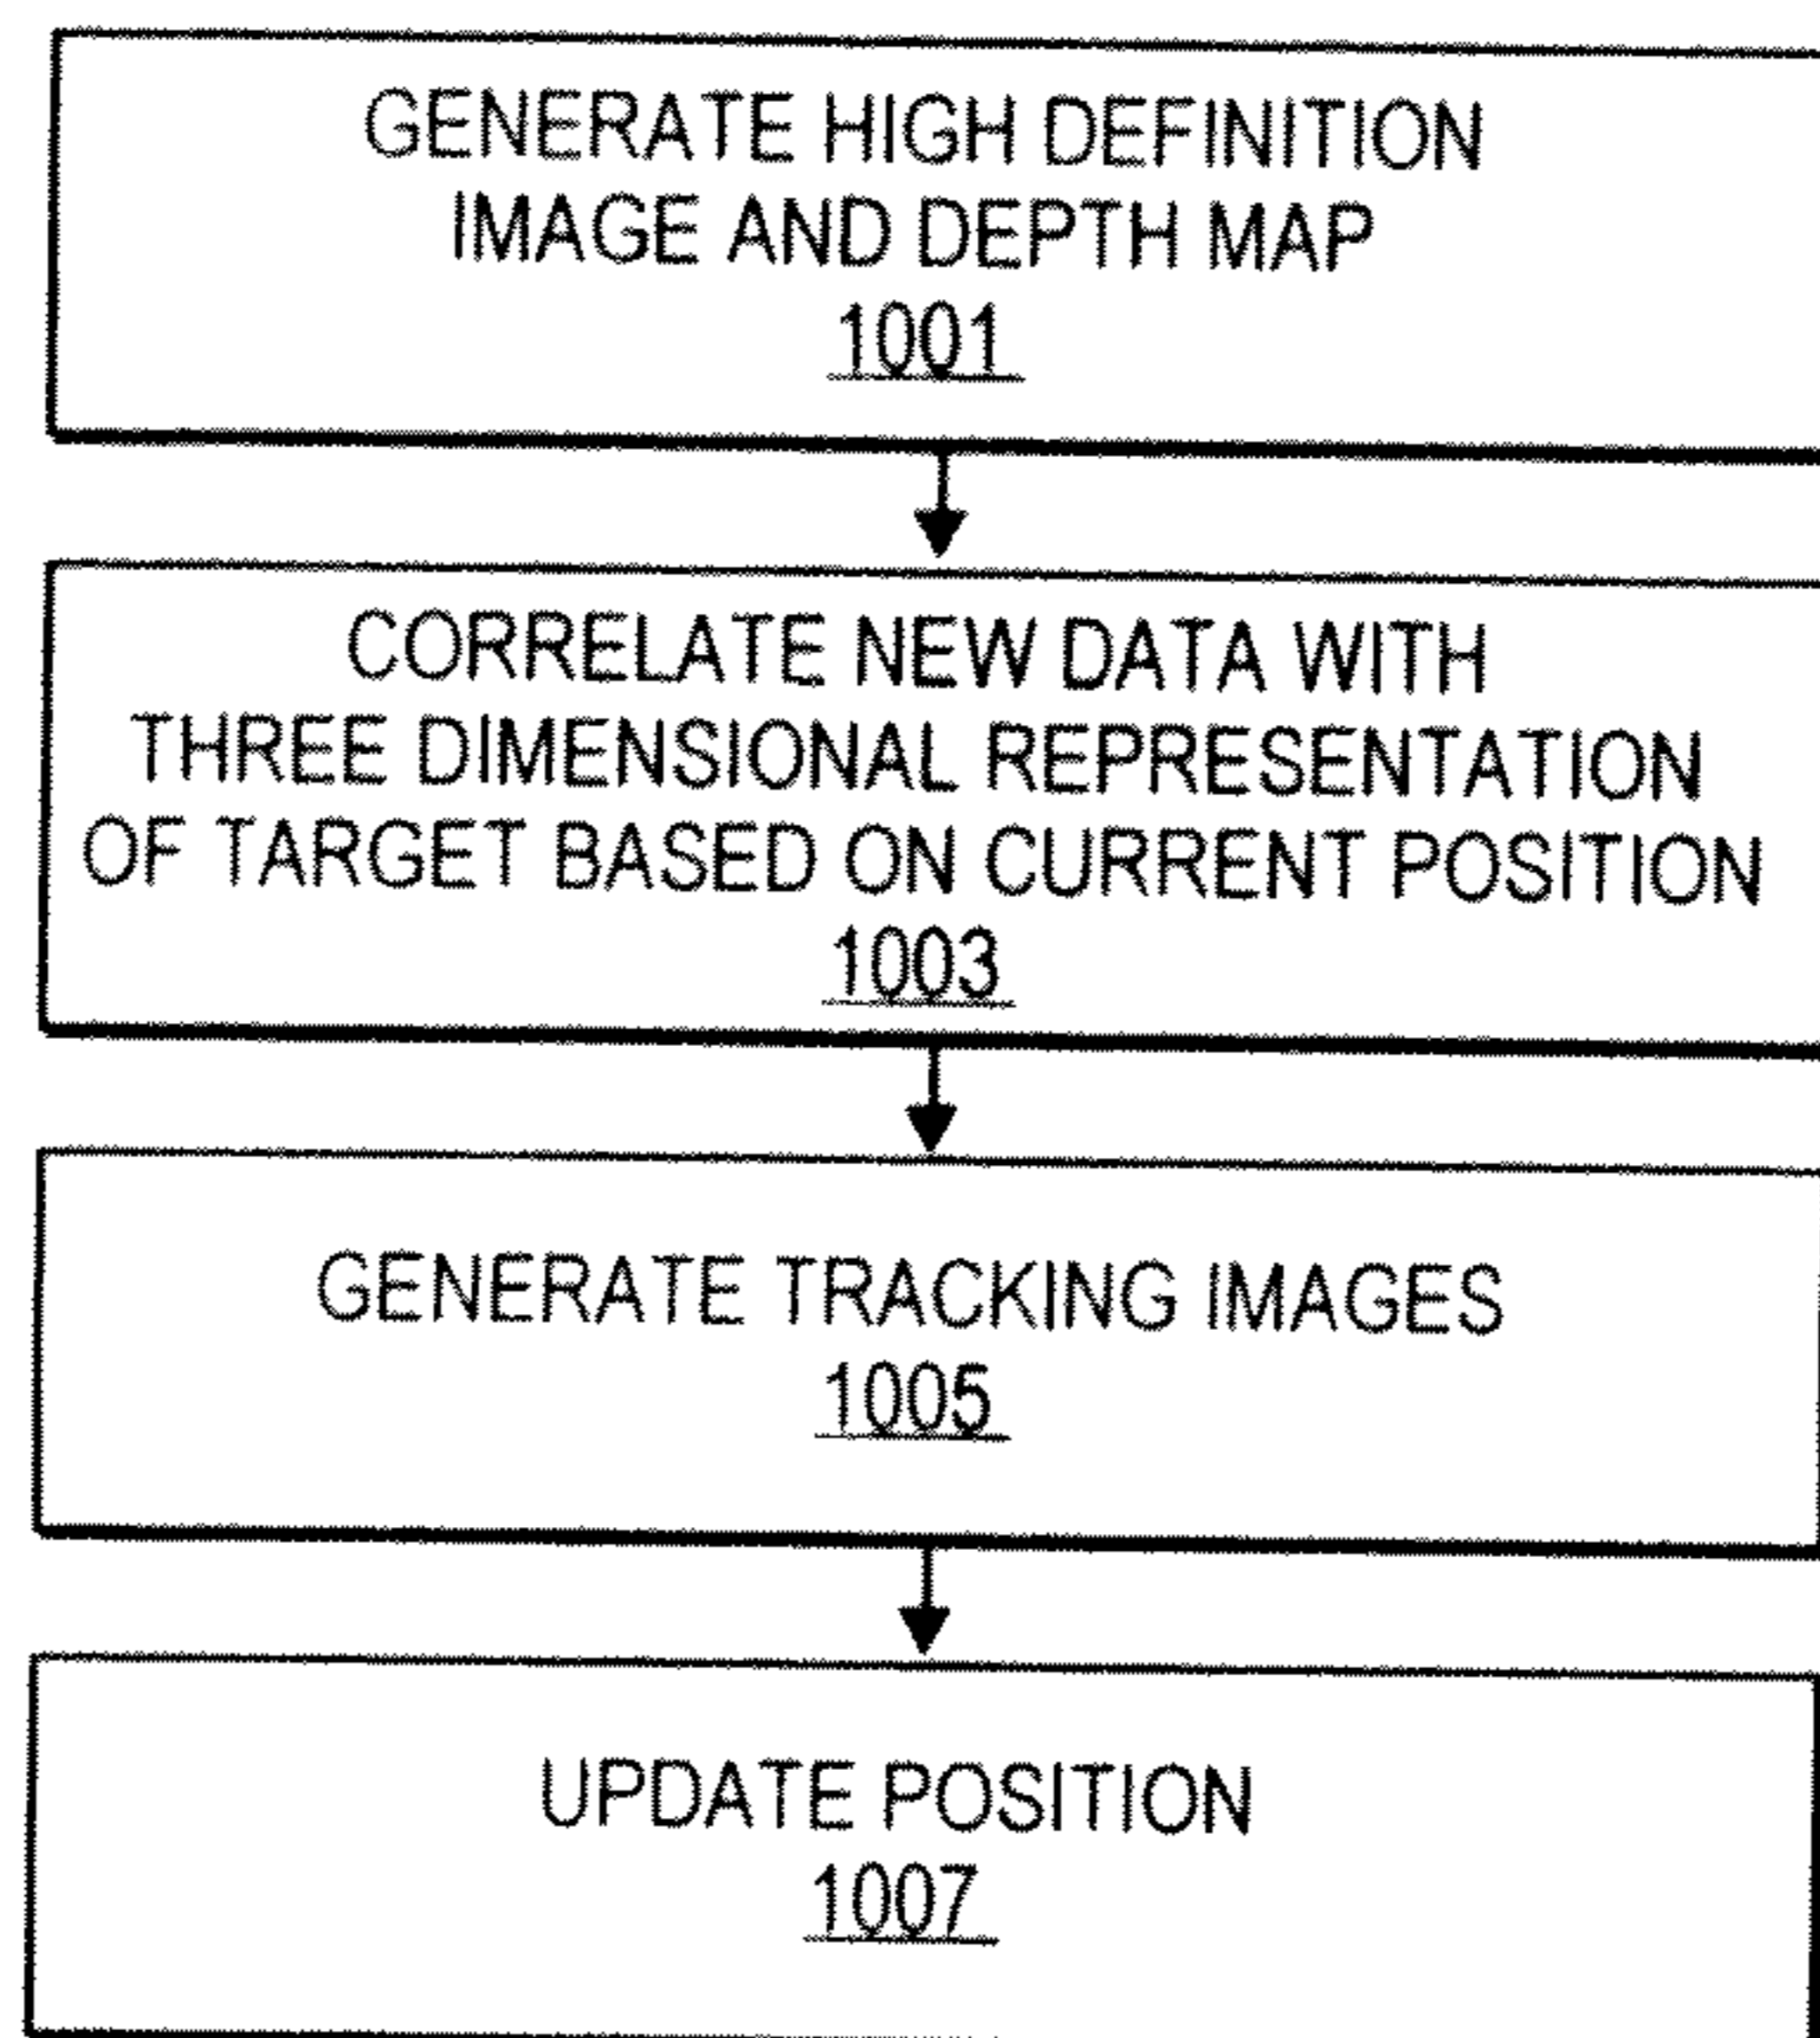 GENERATE HIGH DEFINITION
IMAGE AND DEPTH MAP
1001
CORRELATE NEW DATA WITH
THREE DIMENSIONAL REPRESENTATION
OF TARGET BASED ON CURRENT POSITION
1003
GENERATE TRACKING IMAGES
1005
UPDATE POSITION
1007